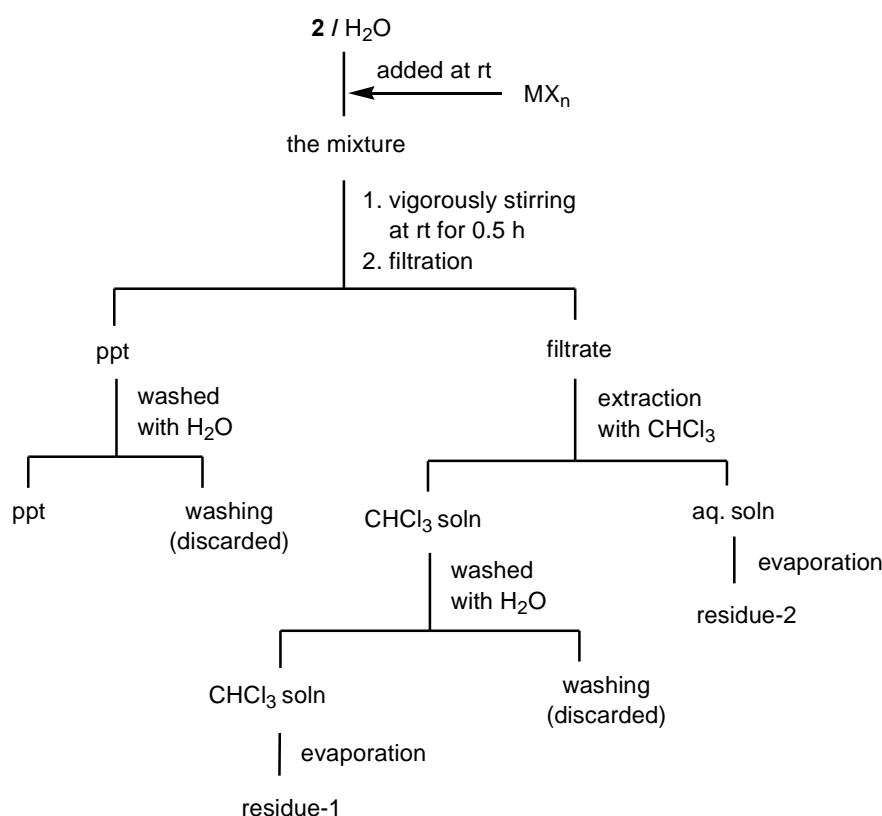 2 / H₂O
added at rt
MXₙ
the mixture
1. vigorously stirring
at rt for 0.5 h
2. filtration
ppt
filtrate
washed
with H₂O
extraction
with CHCl₃
ppt
washing
(discarded)
CHCl₃ soln
aq. soln
washed
with H₂O
evaporation
residue-2
CHCl₃ soln
washing
(discarded)
evaporation
residue-1